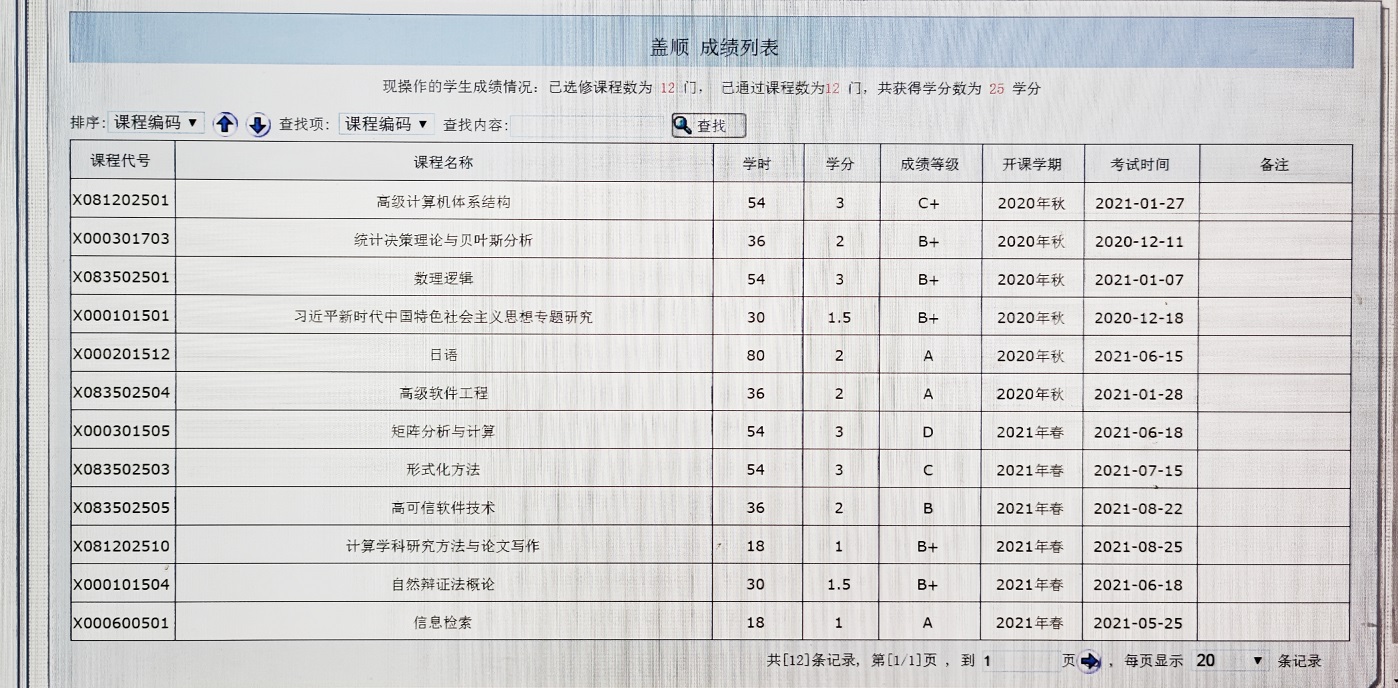 盖顺 成绩列表
现操作的学生成绩情况: 已选修课程数为 12 门, 已通过课程数为12 门, 共获得学分数为 25 学分
排序: 课程编码 ▼ 查找项: 课程编码 ▼ 查找内容: 查找
课程代号 课程名称 学时 学分 成绩等级 开课学期 考试时间 备注
X081202501 高级计算机体系结构 54 3 C+ 2020年秋 2021-01-27
X000301703 统计决策理论与贝叶斯分析 36 2 B+ 2020年秋 2020-12-11
X083502501 数理逻辑 54 3 B+ 2020年秋 2021-01-07
X000101501 习近平新时代中国特色社会主义思想专题研究 30 1.5 B+ 2020年秋 2020-12-18
X000201512 日语 80 2 A 2020年秋 2021-06-15
X083502504 高级软件工程 36 2 A 2020年秋 2021-01-28
X000301505 矩阵分析与计算 54 3 D 2021年春 2021-06-18
X083502503 形式化方法 54 3 C 2021年春 2021-07-15
X083502505 高可信软件技术 36 2 B 2021年春 2021-08-22
X081202510 计算学科研究方法与论文写作 18 1 B+ 2021年春 2021-08-25
X000101504 自然辩证法概论 30 1.5 B+ 2021年春 2021-06-18
X000600501 信息检索 18 1 A 2021年春 2021-05-25
共[12]条记录, 第[1/1]页 , 到 1 页 , 每页显示 20 ▼ 条记录